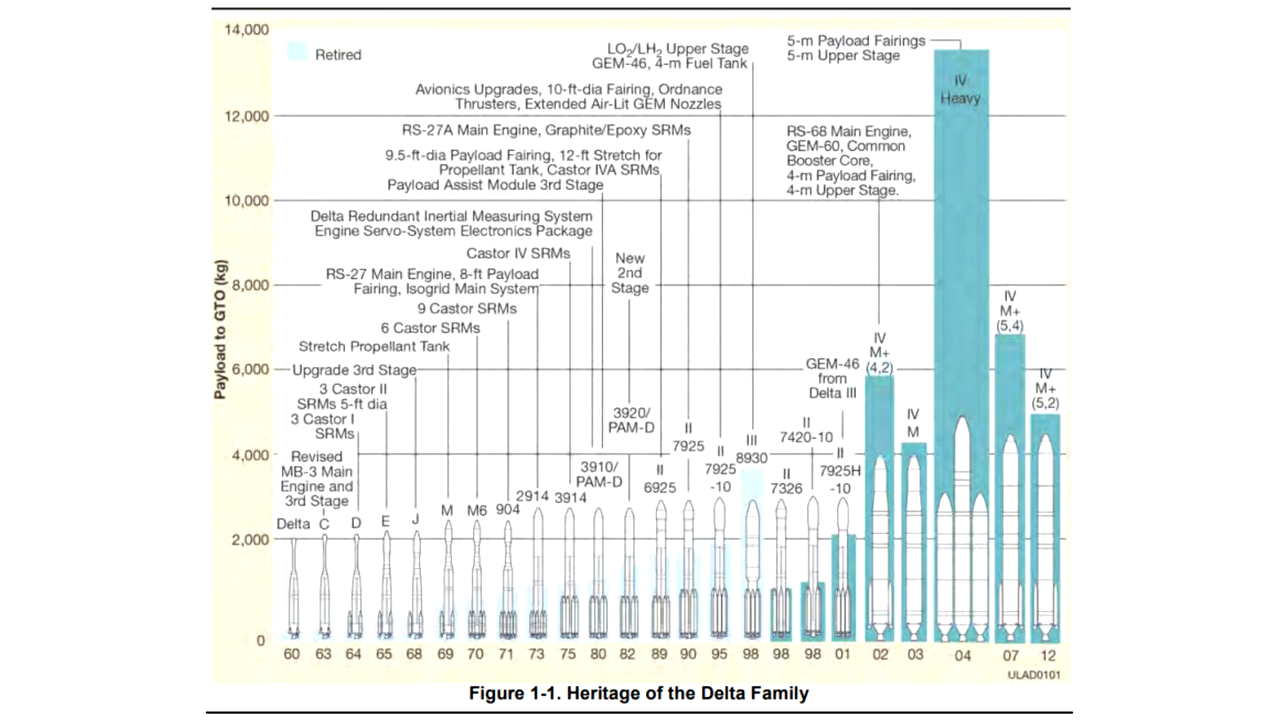 14,000
Retired
LO2/LH2 Upper Stage
GEM-46, 4-m Fuel Tank
5-m Payload Fairings
5-m Upper Stage
IV
Heavy
Avionics Upgrades, 10-ft-dia Fairing, Ordnance
Thrusters, Extended Air-Lit GEM Nozzles
12,000
RS-27A Main Engine, Graphite/Epoxy SRMs
RS-68 Main Engine,
GEM-60, Common
Booster Core,
4-m Payload Fairing,
4-m Upper Stage.
9.5-ft-dia Payload Fairing, 12-ft Stretch for
Propellant Tank, Castor IVA SRMs
Payload Assist Module 3rd Stage
10,000
Delta Redundant Inertial Measuring System
Engine Servo-System Electronics Package
Castor IV SRMs
New
2nd
Stage
RS-27 Main Engine, 8-ft Payload
Fairing, Isogrid Main System
8,000
9 Castor SRMs
6 Castor SRMs
Stretch Propellant Tank
6,000
Upgrade 3rd Stage
3 Castor II
SRMs 5-ft dia
3 Castor I
SRMs
GEM-46
from
Delta III
IV
M+
(4,2)
IV
M
IV
M+
(5,4)
IV
M+
(5,2)
4,000
Revised
MB-3 Main
Engine and
3rd Stage
Delta
C
D
E
J
M
M6
904
2914
3914
3910/
PAM-D
3920/
PAM-D
II
6925
II
7925
II
7925
-10
III
8930
II
7326
II
7420-10
II
7925H
-10
2,000
0
Payload to GTO (kg)
60 63 64 65 68 69 70 71 73 75 80 82 89 90 95 98 98 98 01 02 03 04 07 12
ULAD0101
Figure 1-1. Heritage of the Delta Family